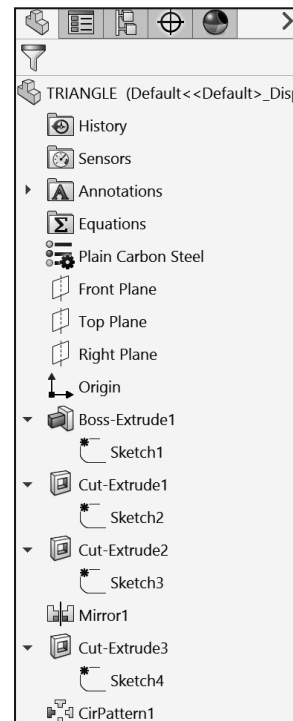 TRIANGLE (Default<<Default>_Dis
History
Sensors
Annotations
Equations
Plain Carbon Steel
Front Plane
Top Plane
Right Plane
Origin
Boss-Extrude1
Sketch1
Cut-Extrude1
Sketch2
Cut-Extrude2
Sketch3
Mirror1
Cut-Extrude3
Sketch4
CirPattern1